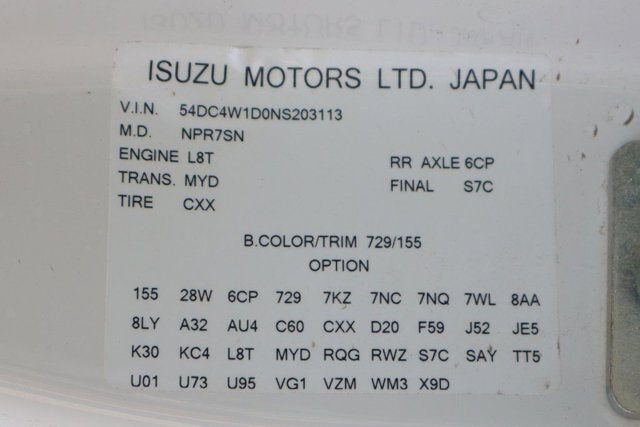 ISUZU MOTORS LTD. JAPAN
V.I.N. 54DC4W1D0NS203113
M.D. NPR7SN
ENGINE L8T RR AXLE 6CP
TRANS. MYD FINAL S7C
TIRE CXX
B.COLOR/TRIM 729/155
OPTION
155 28W 6CP 729 7KZ 7NC 7NQ 7WL 8AA
8LY A32 AU4 C60 CXX D20 F59 J52 JE5
K30 KC4 L8T MYD RQG RWZ S7C SAY TT5
U01 U73 U95 VG1 VZM WM3 X9D